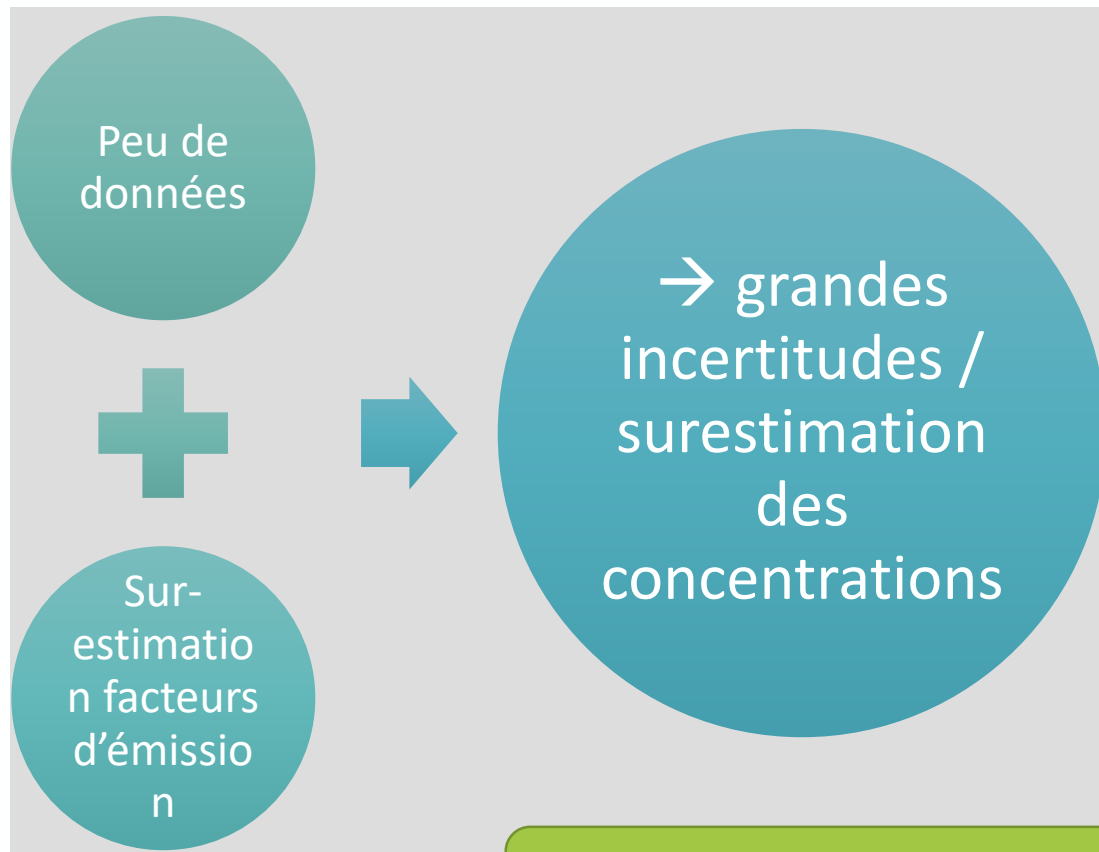 Peu de
données
Sur-
estimatio
n facteurs
d’émissio
n
→ grandes
incertitudes /
surestimation
des
concentrations